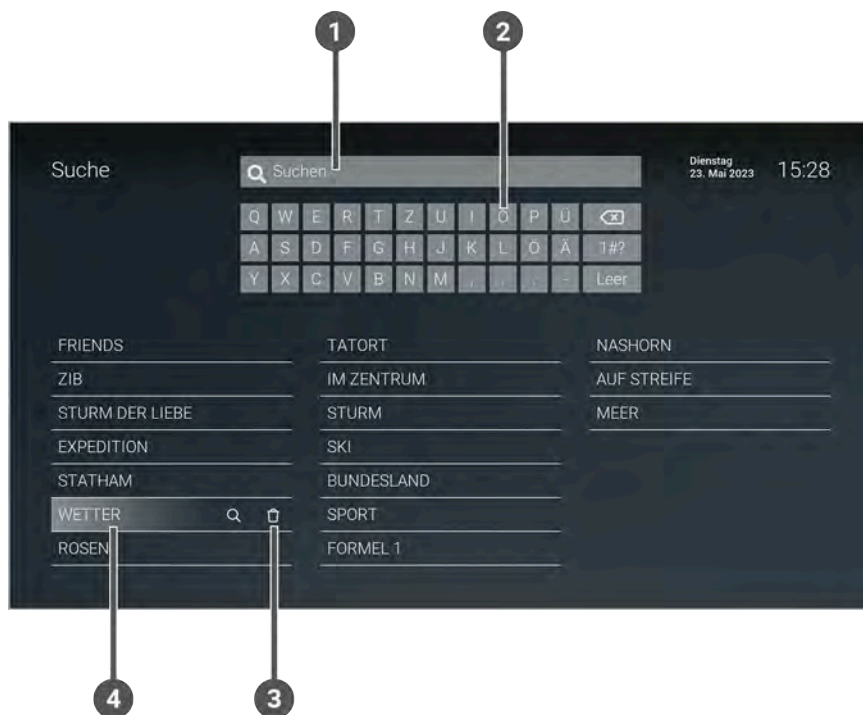 1 2
Suche
Suchen
Dienstag
23. Mai 2023
15:28
Q W E R T Z U I O P Ü
A S D F G H J K L Ö Ä 1#?
Y X C V B N M , . -
Leer
FRIENDS TATORT NASHORN
ZIB IM ZENTRUM AUF STREIFE
STURM DER LIEBE STURM MEER
EXPEDITION SKI
STATHAM BUNDESLAND
WETTER SPORT
ROSEN FORMEL 1
4 3